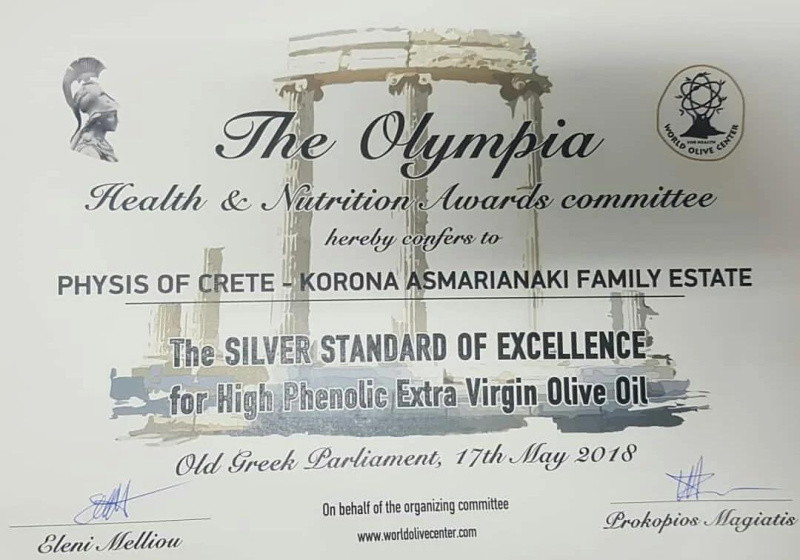 The Olympia
WORLD OLIVE CENTER
FOR HEALTH
Health & Nutrition Awards committee
hereby confers to
PHYSIS OF CRETE - KORONA ASMARIANAKI FAMILY ESTATE
The SILVER STANDARD OF EXCELLENCE
for High Phenolic Extra Virgin Olive Oil
Old Greek Parliament, 17th May 2018
On behalf of the organizing committee
www.worldolivecenter.com
Eleni Melliou
Prokopios Magiatis